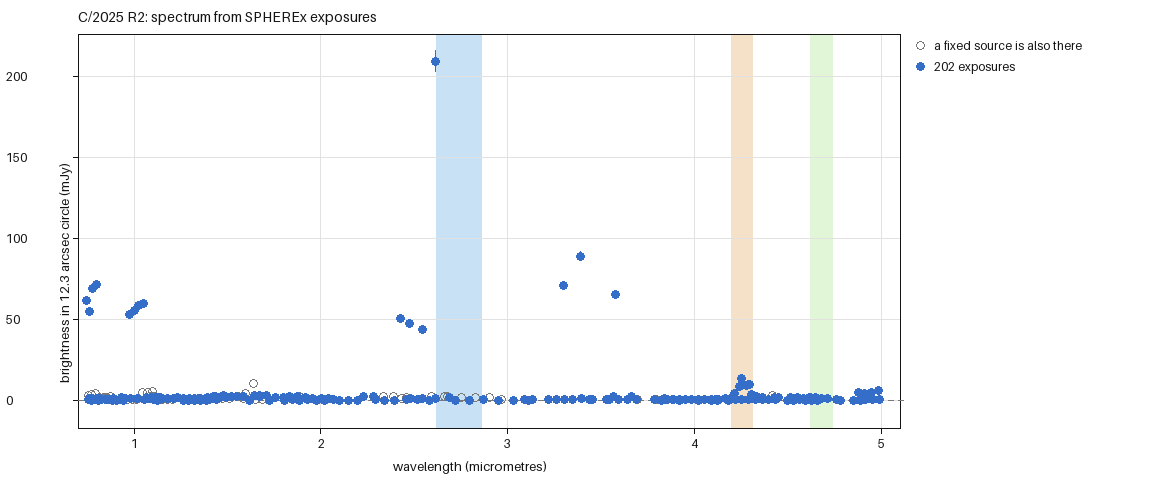 C/2025 R2: spectrum from SPHEREx exposures
a fixed source is also there
202 exposures
brightness in 12.3 arcsec circle (mJy)
200
150
100
50
0
1 2 3 4 5
wavelength (micrometres)